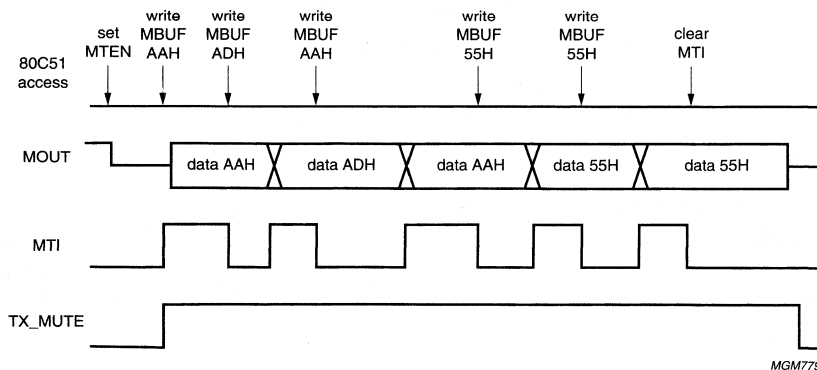 write write write write write
set MBUF MBUF MBUF MBUF MBUF clear
MTEN AAH ADH AAH 55H 55H MTI
80C51
access
MOUT data AAH data ADH data AAH data 55H data 55H
MTI
TX_MUTE
MGM779